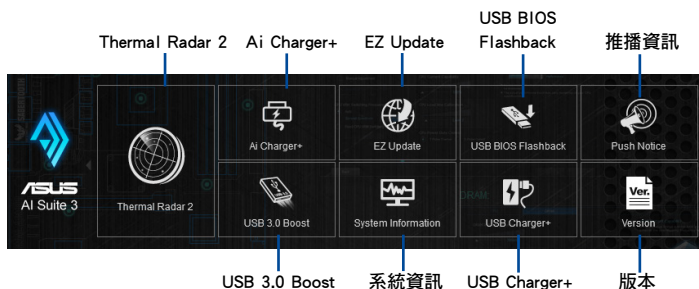 USB BIOS
Thermal Radar 2 Ai Charger+ EZ Update Flashback 推播資訊
ASUS
AI Suite 3
Thermal Radar 2
Ai Charger+
EZ Update
USB BIOS Flashback
Push Notice
USB 3.0 Boost
System Information
USB Charger+
Ver.
Version
USB 3.0 Boost 系統資訊 USB Charger+ 版本